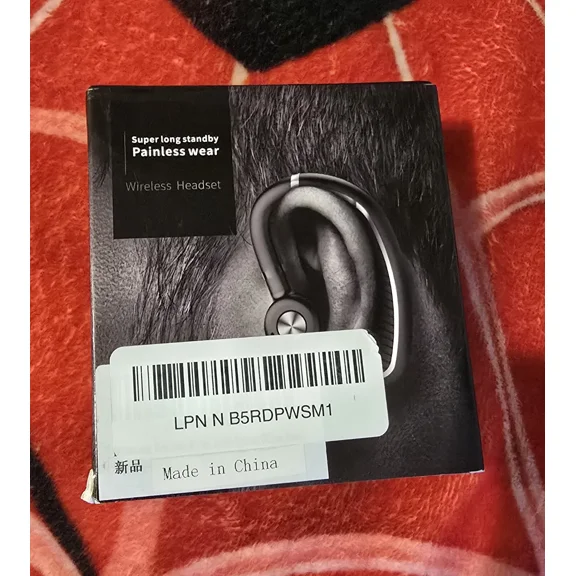 Super long standby
Painless wear
Wireless Headset
LPN N B5RDPWSM1
新品
Made in China